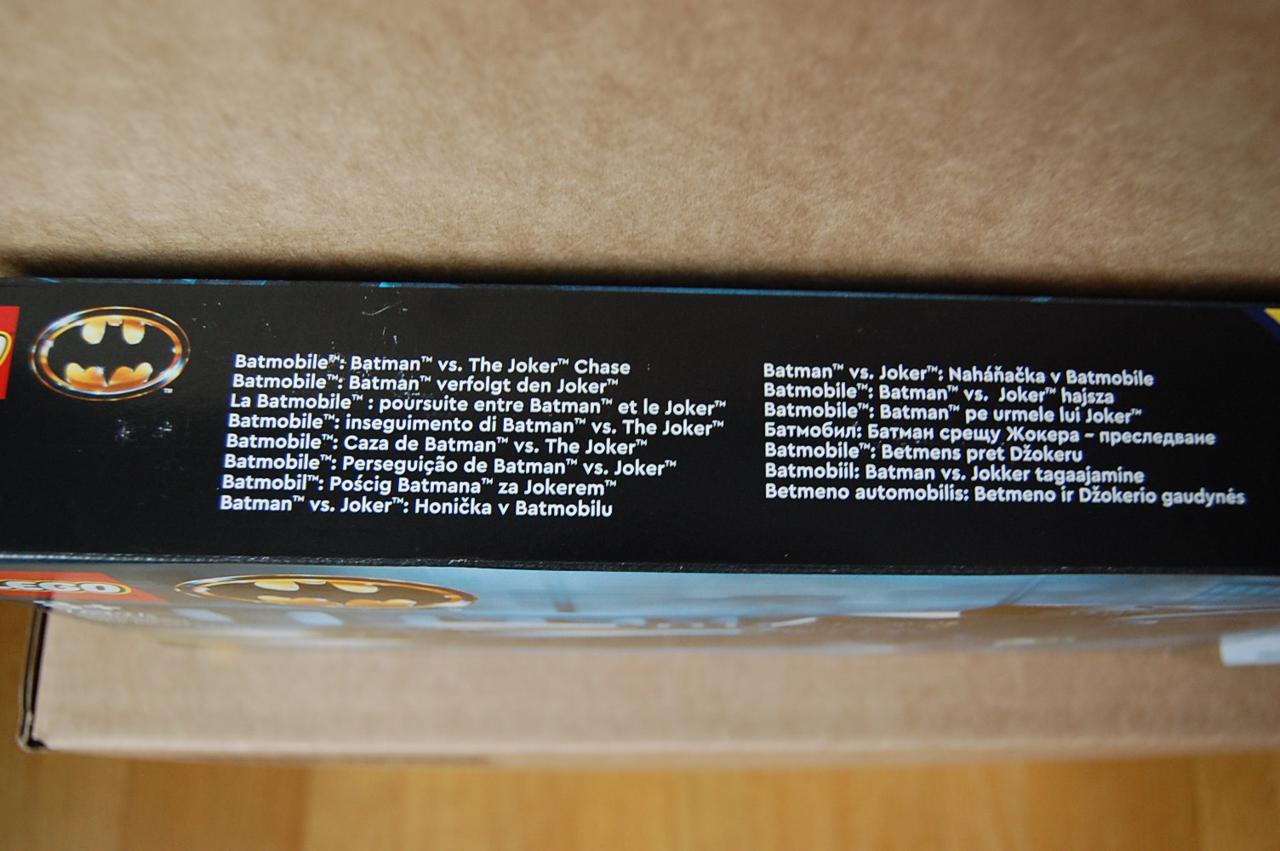 Batmobile™: Batman™ vs. The Joker™ Chase
Batmobile™: Batman™ verfolgt den Joker™
La Batmobile™ : poursuite entre Batman™ et le Joker™
Batmobile™: inseguimento di Batman™ vs. The Joker™
Batmobile™: Caza de Batman™ vs. The Joker™
Batmobile™: Perseguição de Batman™ vs. Joker™
Batmobil™: Pościg Batmana™ za Jokerem™
Batman™ vs. Joker™: Honička v Batmobilu
Batman™ vs. Joker™: Naháňačka v Batmobile
Batmobile™: Batman™ vs. Joker™ hajsza
Batmobile™: Batman™ pe urmele lui Joker™
Батмобил: Батман срещу Жокера – преследване
Batmobile™: Betmens pret Džokeru
Batmobiil: Batman vs. Jokker tagaajamine
Betmeno automobilis: Betmeno ir Džokerio gaudynės
™
LEGO